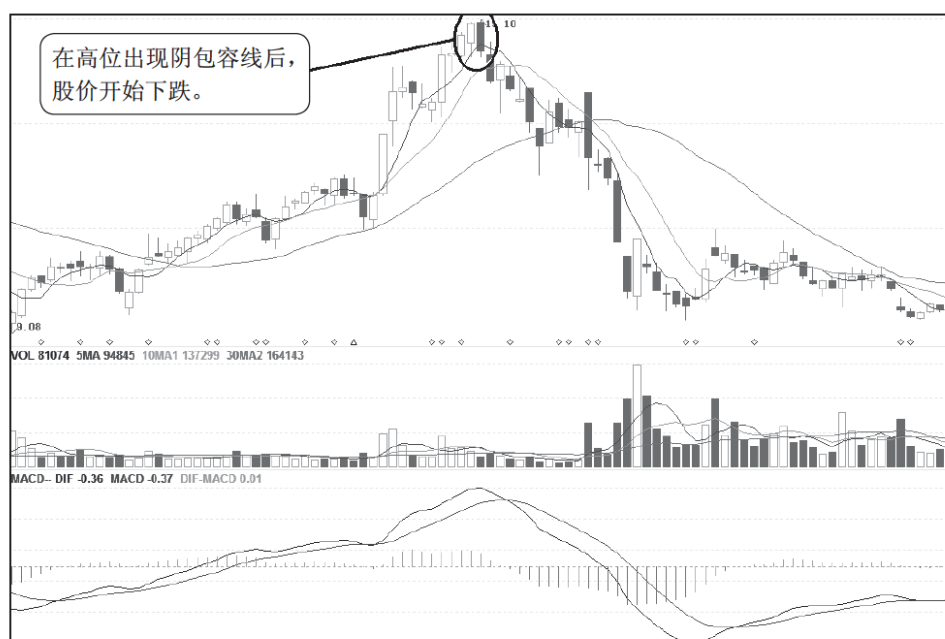 在高位出现阴包容线后，
股价开始下跌。
9.08
VOL 81074 5MA 94845 10MA1 137299 30MA2 164143
MACD-- DIF -0.36 MACD -0.37 DIF-MACD 0.01